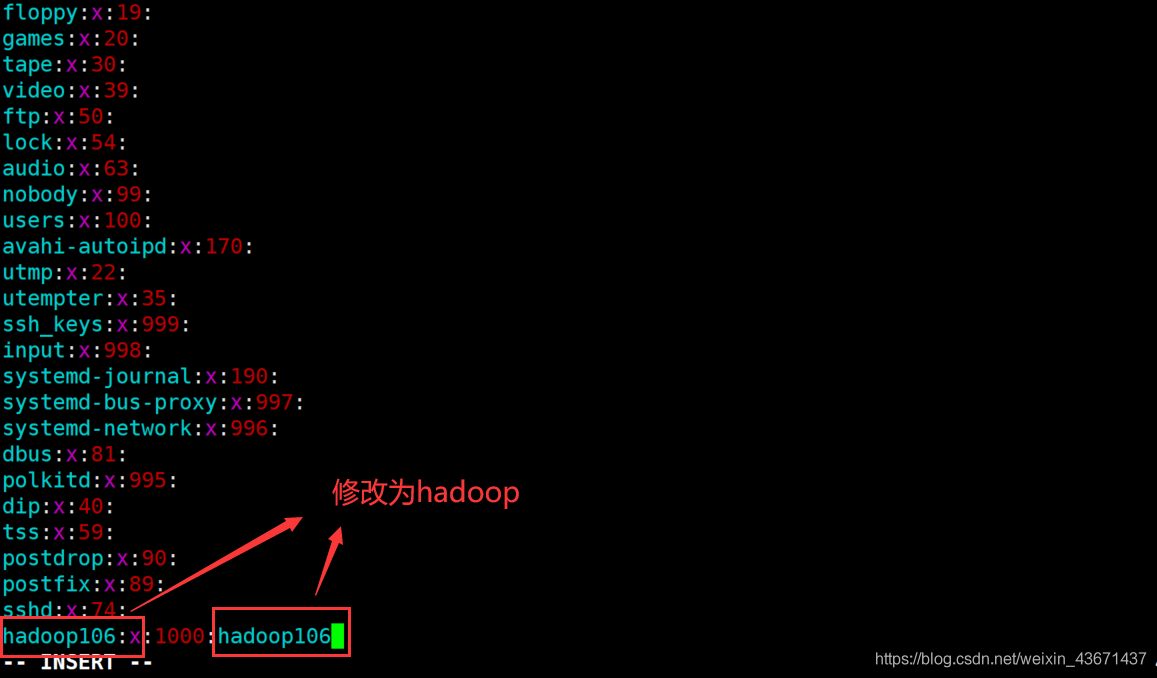 floppy:x:19:
games:x:20:
tape:x:30:
video:x:39:
ftp:x:50:
lock:x:54:
audio:x:63:
nobody:x:99:
users:x:100:
avahi-autoipd:x:170:
utmp:x:22:
utempter:x:35:
ssh_keys:x:999:
input:x:998:
systemd-journal:x:190:
systemd-bus-proxy:x:997:
systemd-network:x:996:
dbus:x:81:
polkitd:x:995:
修改为hadoop
dip:x:40:
tss:x:59:
postdrop:x:90:
postfix:x:89:
sshd:x:74:
hadoop106:x:1000:hadoop106
-- INSERT --
https://blog.csdn.net/weixin_43671437